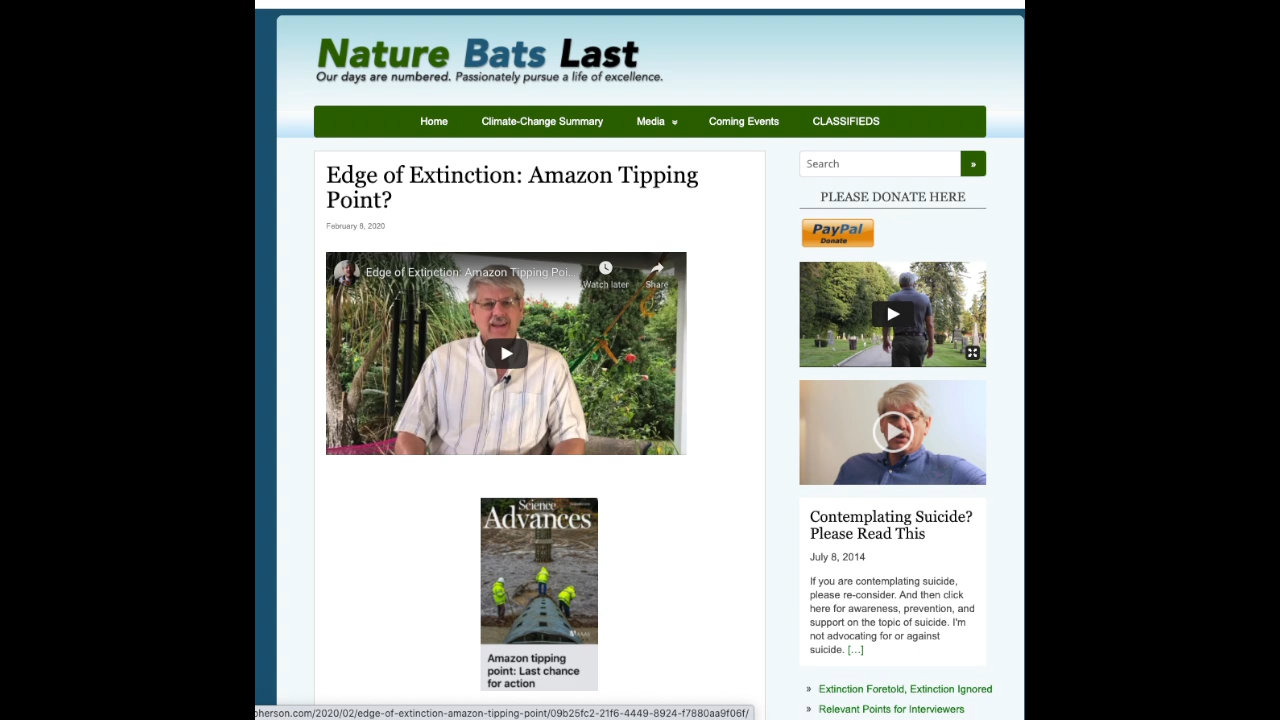 Nature Bats Last
Our days are numbered. Passionately pursue a life of excellence.
Home
Climate-Change Summary
Media
Coming Events
CLASSIFIEDS
Edge of Extinction: Amazon Tipping
Point?
February 9, 2020
Edge of Extinction: Amazon Tipping Poi...
Watch later
Share
Science
Advances
AAAS
Amazon tipping
point: Last chance
for action
Search
»
PLEASE DONATE HERE
PayPal
Donate
Contemplating Suicide?
Please Read This
July 8, 2014
If you are contemplating suicide,
please re-consider. And then click
here for awareness, prevention, and
support on the topic of suicide. I'm
not advocating for or against
suicide. [...]
» Extinction Foretold, Extinction Ignored
» Relevant Points for Interviewers
pherson.com/2020/02/edge-of-extinction-amazon-tipping-point/09b25fc2-21f6-4449-8924-f7880aa9f06f/